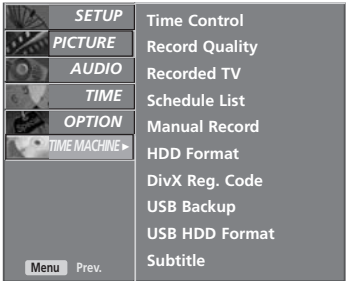 SETUP
PICTURE
AUDIO
TIME
OPTION
TIME MACHINE ►
Menu Prev.
Time Control
Record Quality
Recorded TV
Schedule List
Manual Record
HDD Format
DivX Reg. Code
USB Backup
USB HDD Format
Subtitle